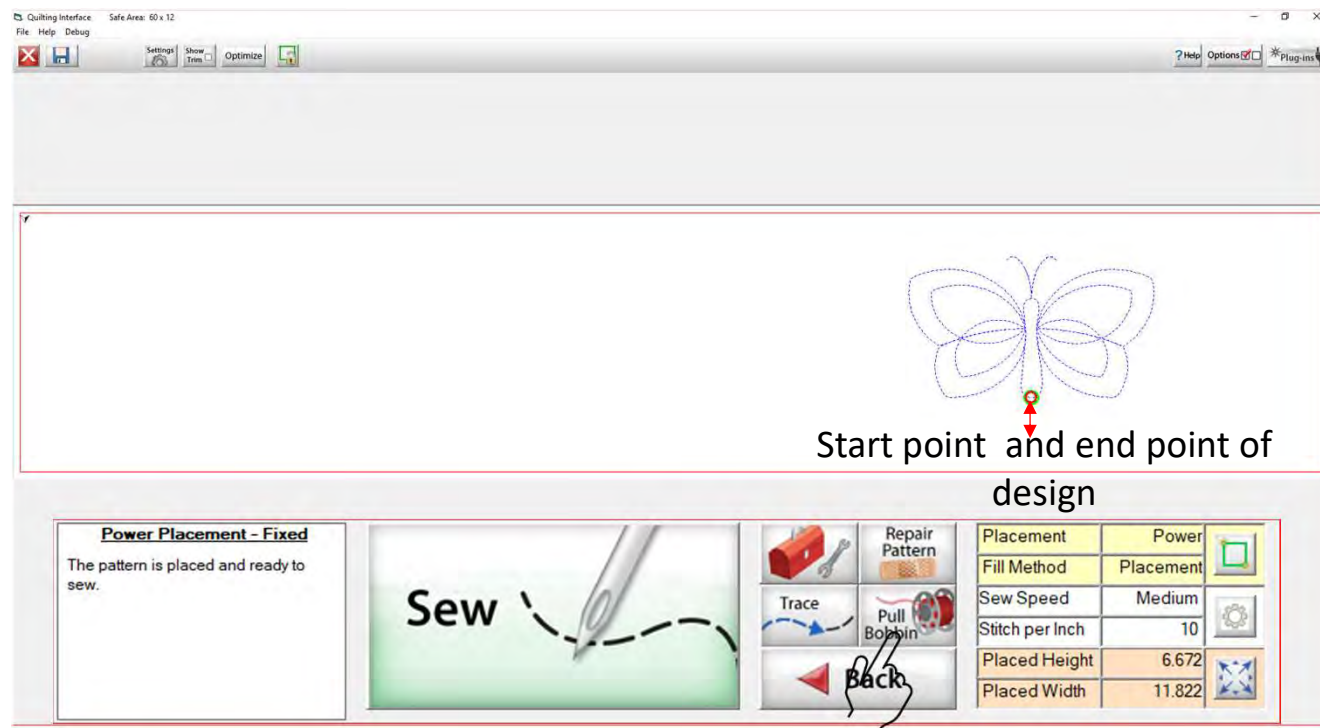 Quilting Interface Safe Area: 60 x 12
File Help Debug
Settings Show Trim Optimize ?Help Options Plug-ins
Start point and end point of
design
Power Placement - Fixed
The pattern is placed and ready to
sew.
Sew
Repair
Pattern
Trace
Pull
Bobbin
Back
Placement Power
Fill Method Placement
Sew Speed Medium
Stitch per Inch 10
Placed Height 6.672
Placed Width 11.822